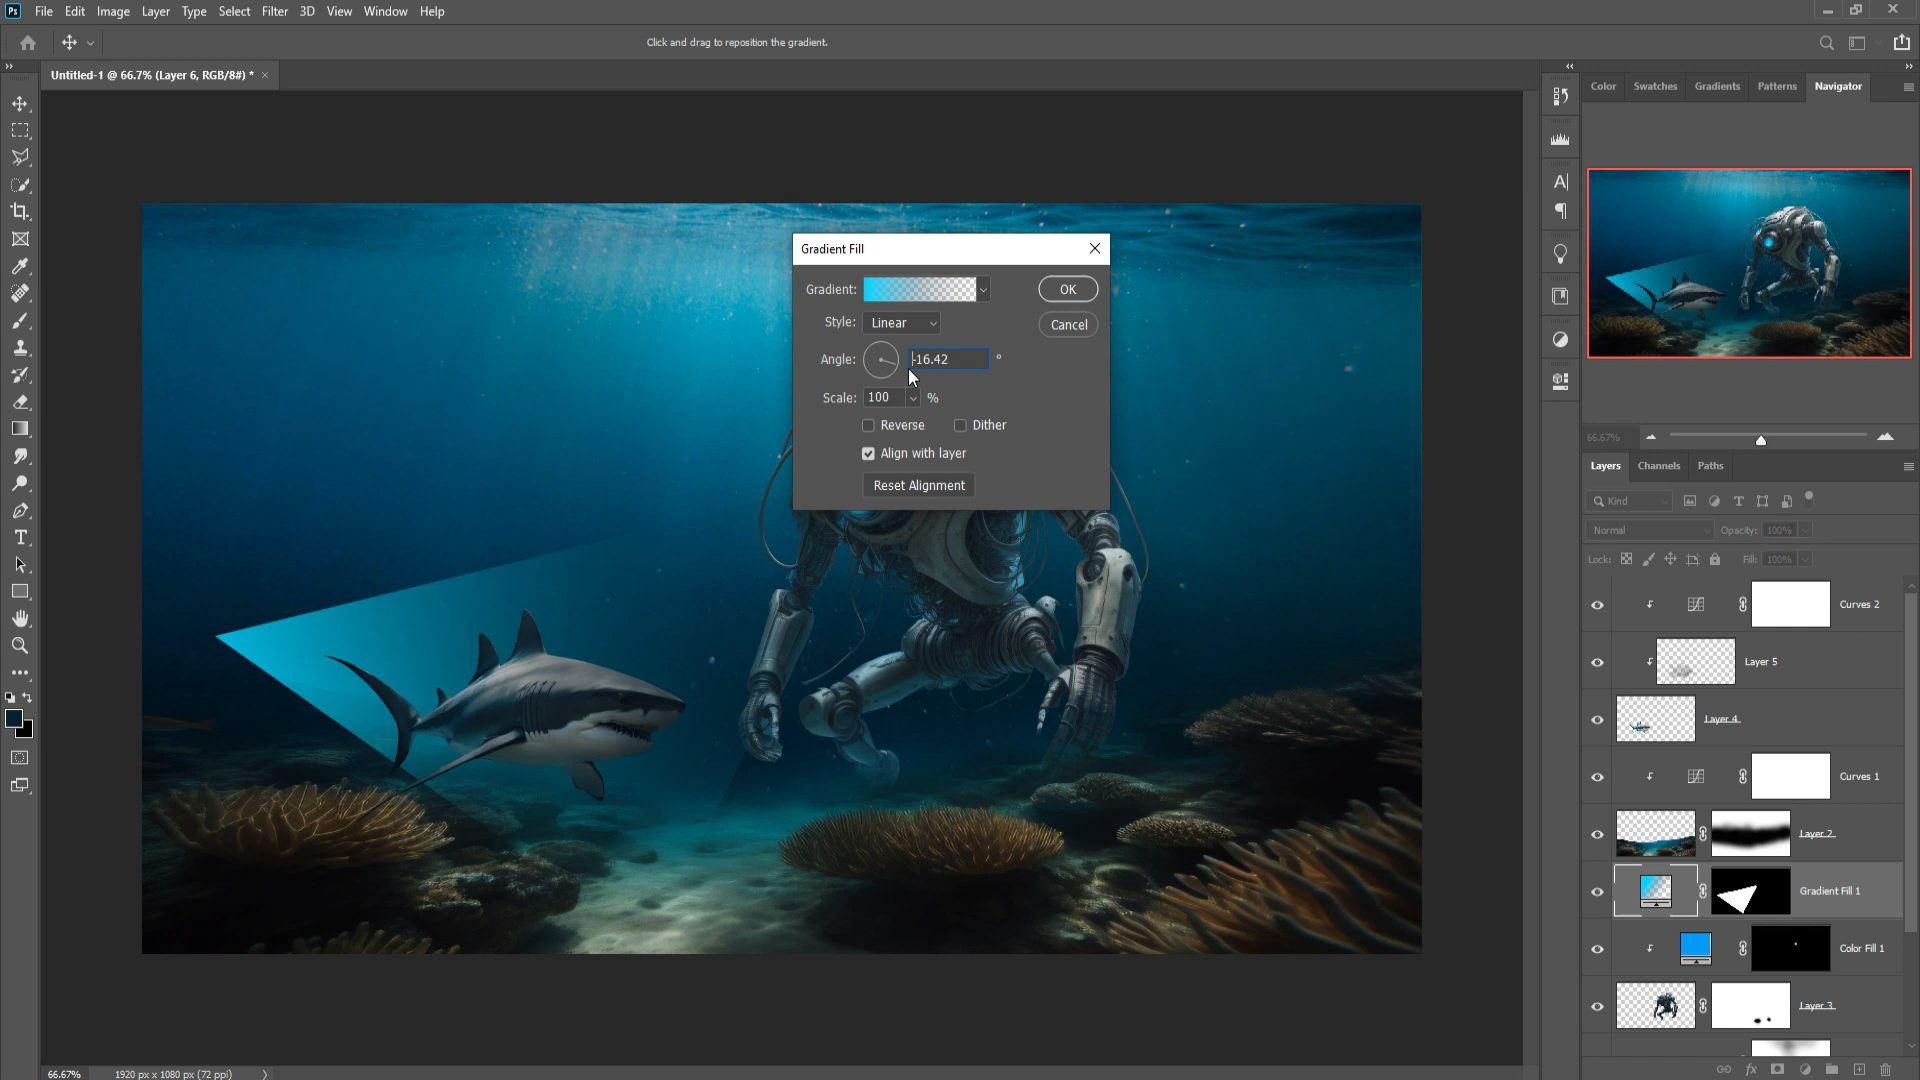 Ps File Edit Image Layer Type Select Filter 3D View Window Help
Click and drag to reposition the gradient.
Untitled-1 @ 66.7% (Layer 6, RGB/8#) *
Color Swatches Gradients Patterns Navigator
Gradient Fill
Gradient: OK
Style: Linear Cancel
Angle: -16.42 °
Scale: 100 %
Reverse Dither
Align with layer
Reset Alignment
66.67%
Layers Channels Paths
Kind
Normal Opacity: 100%
Lock: Fill: 100%
Curves 2
Layer 5
Layer 4
Curves 1
Layer 2
Gradient Fill 1
Color Fill 1
Layer 3
66.67% 1920 px x 1080 px (72 ppi)